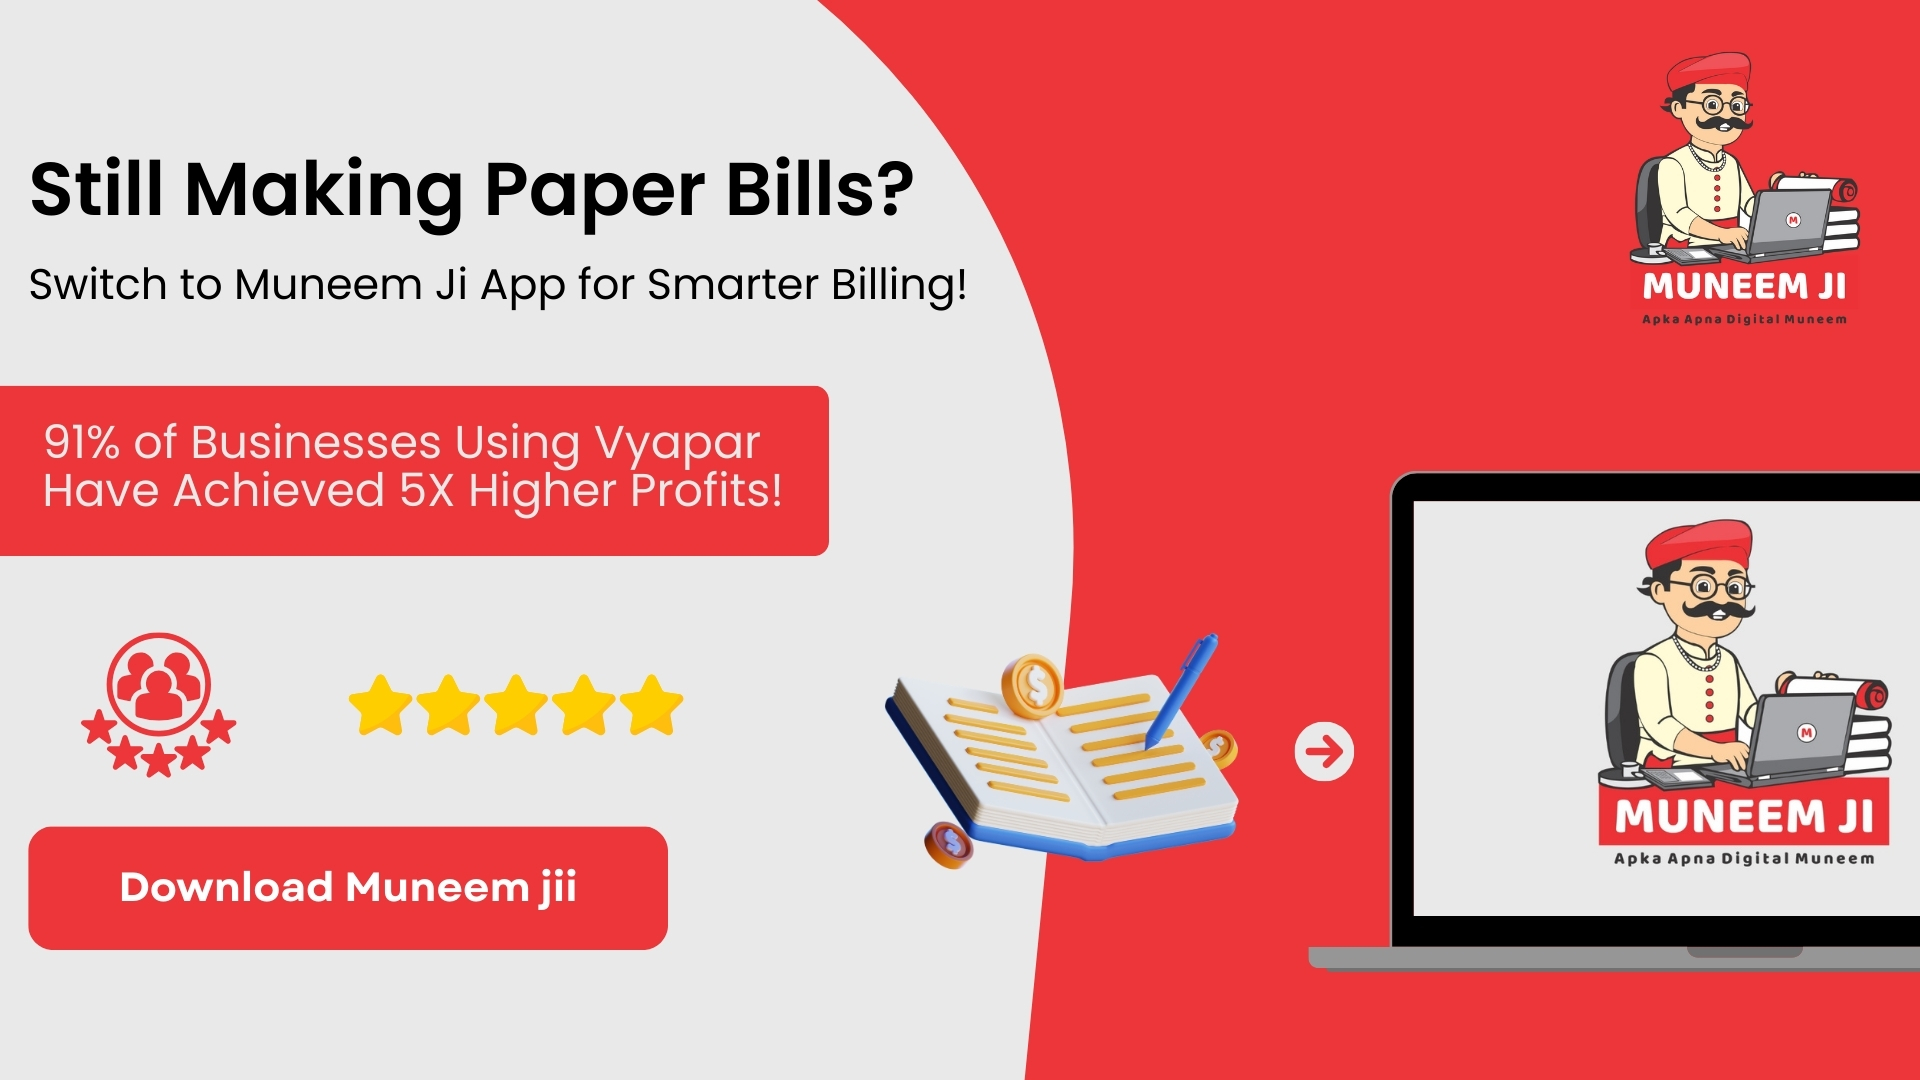 Still Making Paper Bills?
Switch to Muneem Ji App for Smarter Billing!
91% of Businesses Using Vyapar
Have Achieved 5X Higher Profits!
Download Muneem jii
M
MUNEEM JI
Apka Apna Digital Muneem
$
$
$
M
MUNEEM JI
Apka Apna Digital Muneem